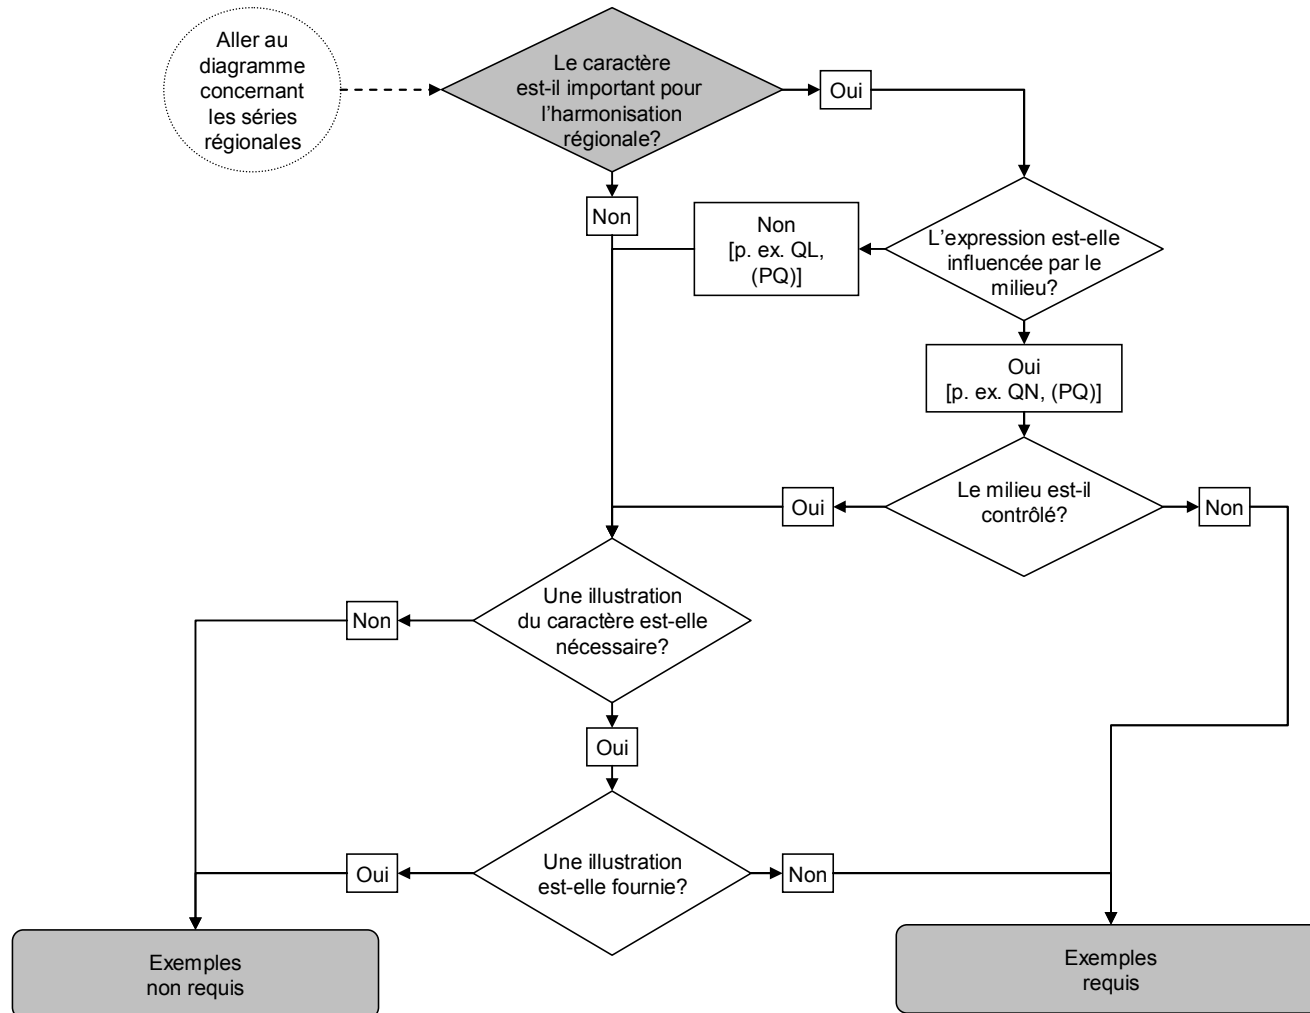 Aller au
diagramme
concernant
les séries
régionales
Le caractère
est-il important pour
l'harmonisation
régionale?
Oui
Non
Non
[p. ex. QL,
(PQ)]
L'expression est-elle
influencée par le
milieu?
Oui
[p. ex. QN, (PQ)]
Oui
Le milieu est-il
contrôlé?
Non
Non
Une illustration
du caractère est-elle
nécessaire?
Oui
Oui
Une illustration
est-elle fournie?
Non
Exemples
non requis
Exemples
requis